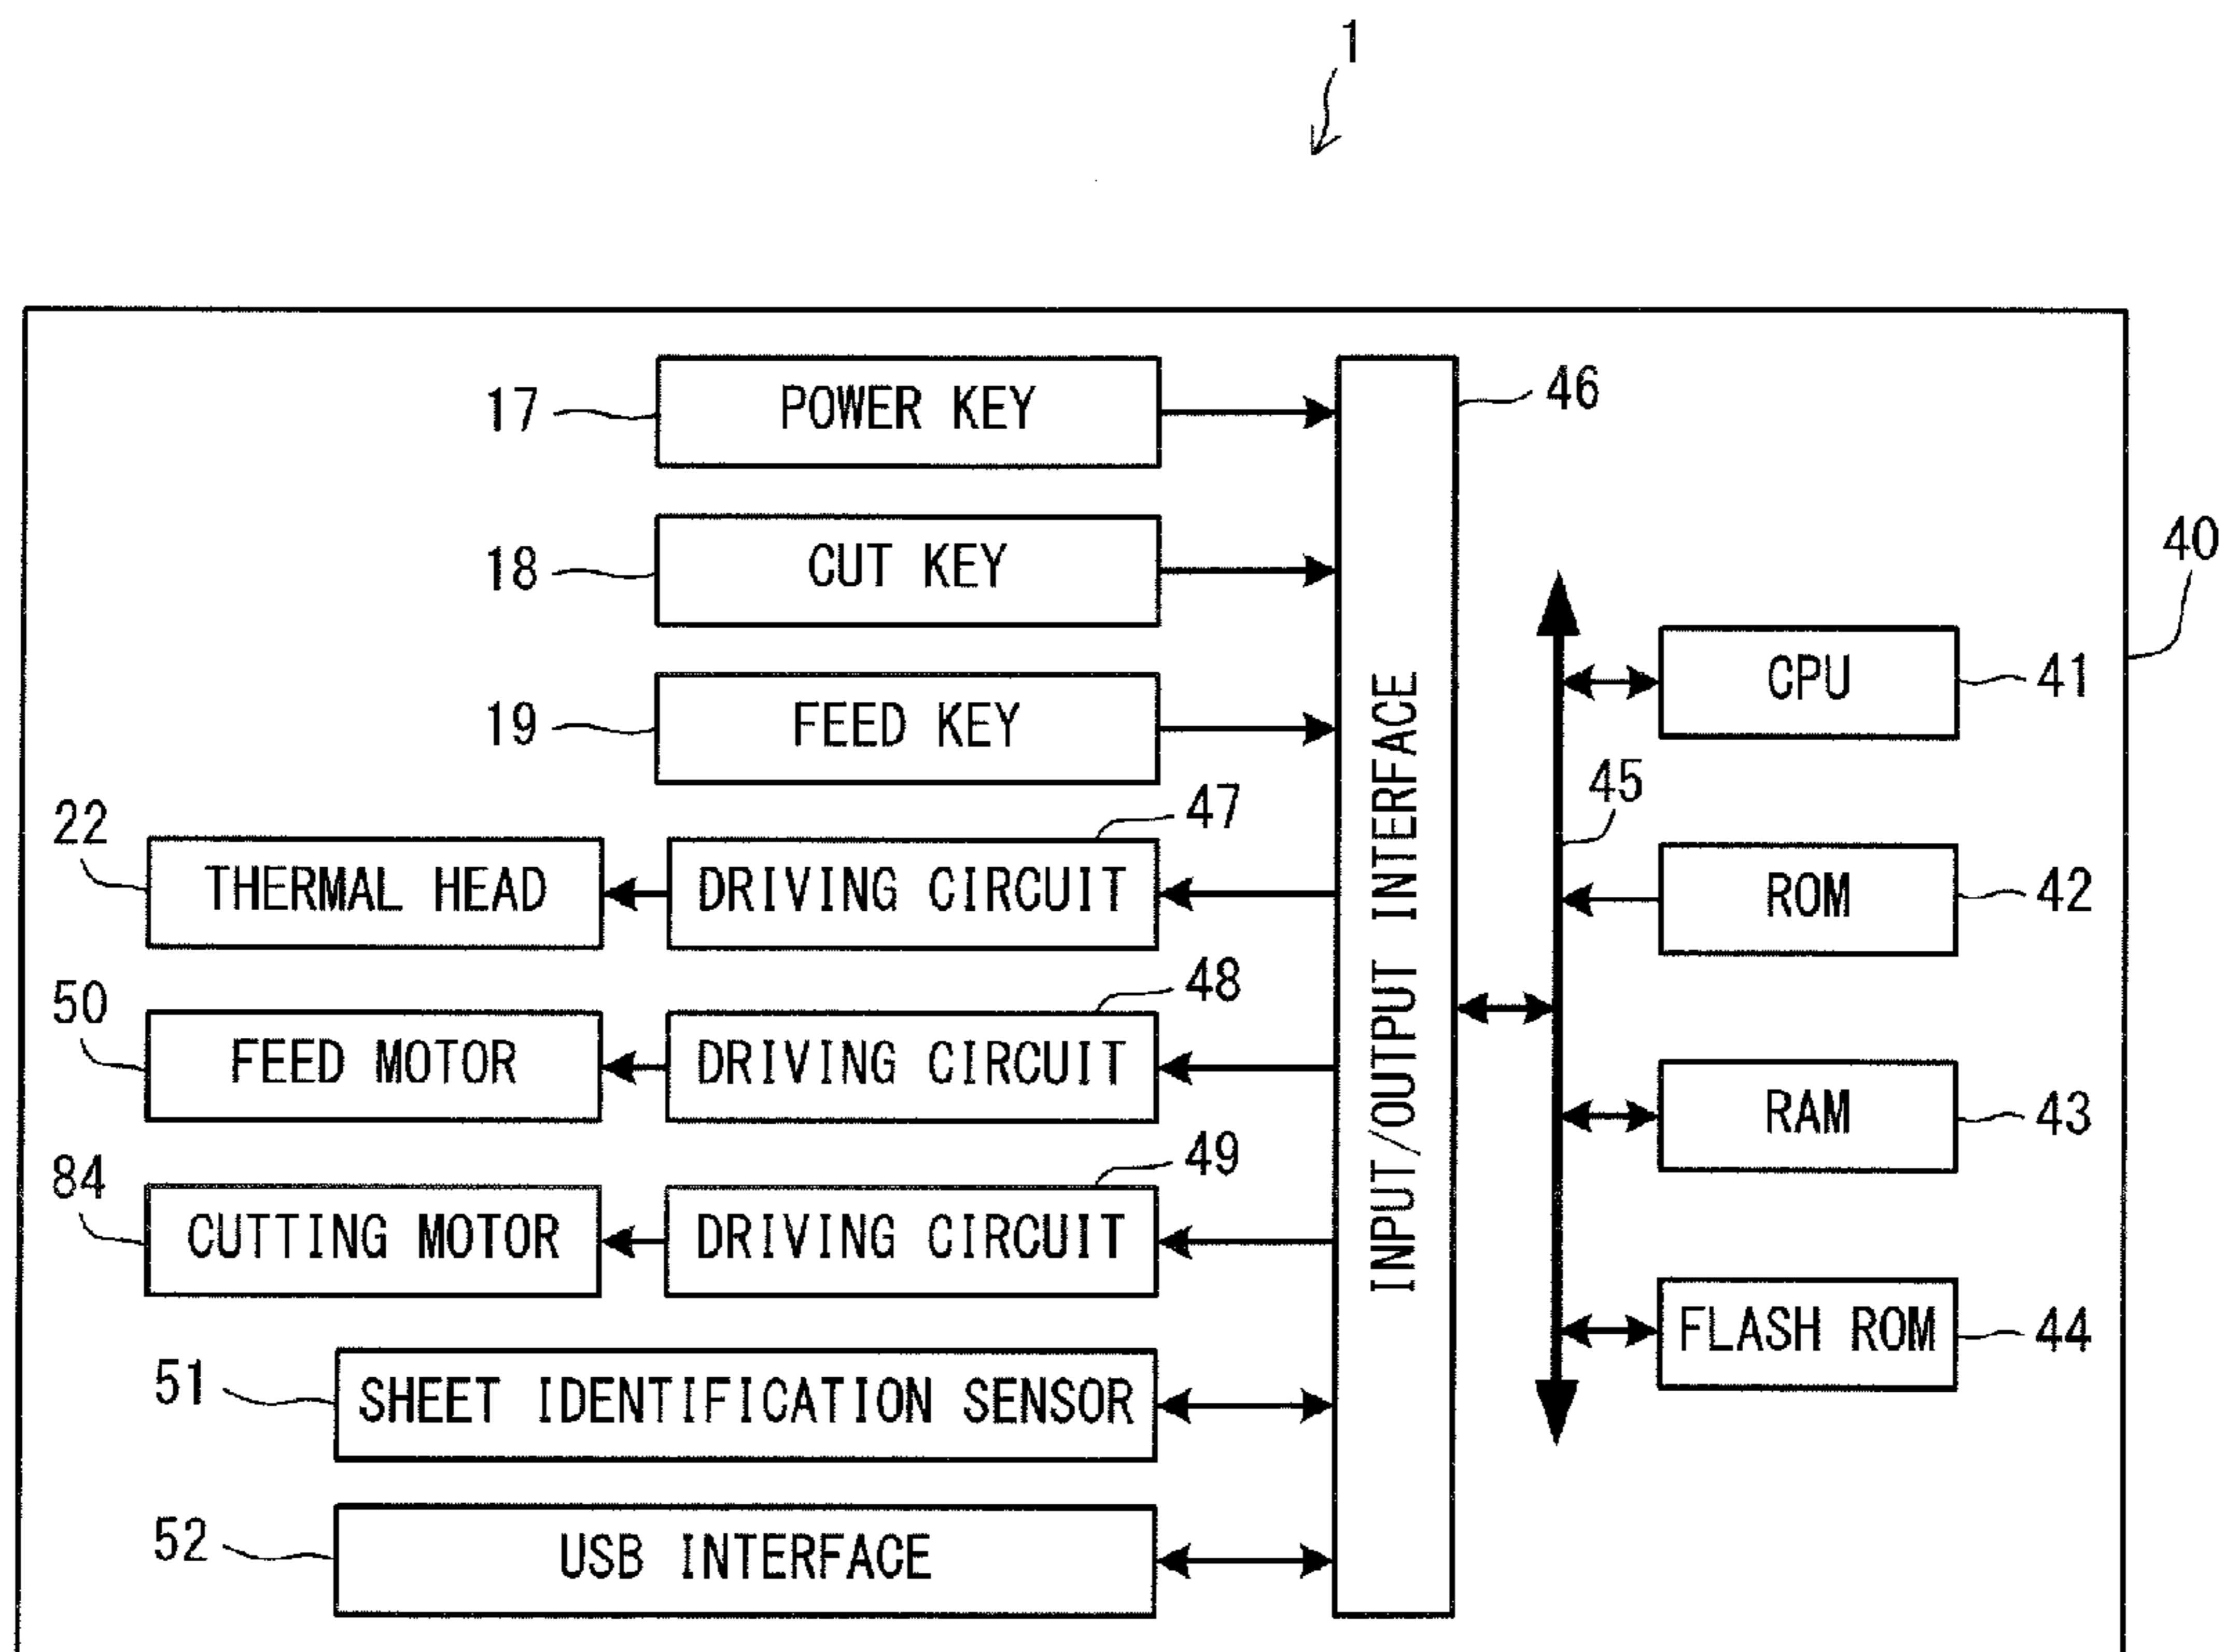 1
17 POWER KEY 46
18 CUT KEY 40
19 FEED KEY CPU 41
INPUT/OUTPUT INTERFACE
45
22 THERMAL HEAD 47 DRIVING CIRCUIT ROM 42
50 FEED MOTOR 48 DRIVING CIRCUIT RAM 43
84 CUTTING MOTOR 49 DRIVING CIRCUIT
FLASH ROM 44
51 SHEET IDENTIFICATION SENSOR
52 USB INTERFACE